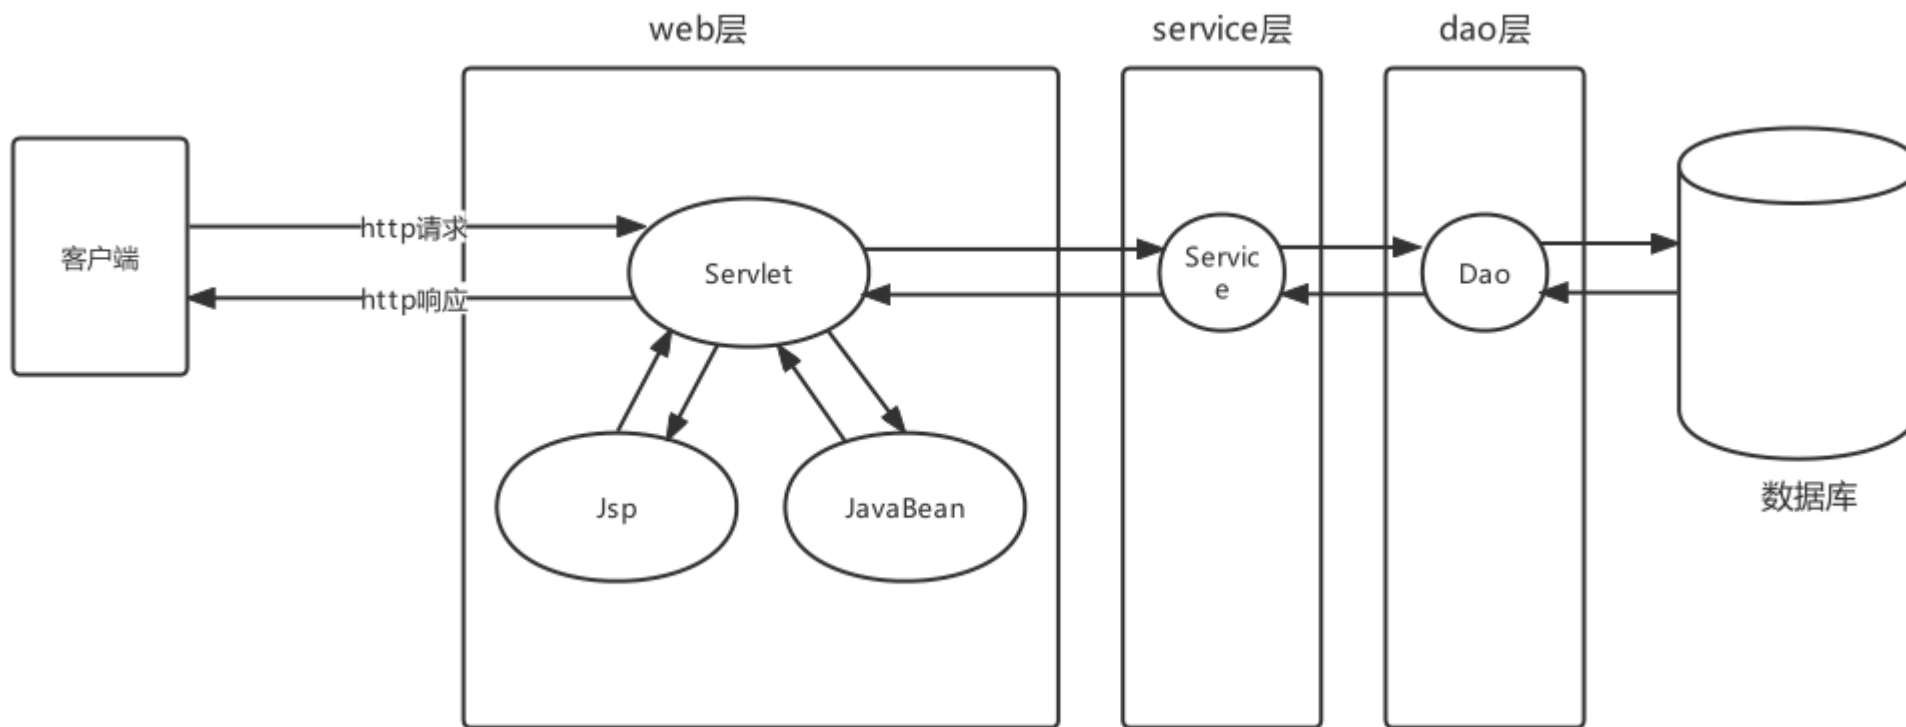 web层
service层
dao层
客户端
http请求
http响应
Servlet
Servic
e
Dao
Jsp
JavaBean
数据库